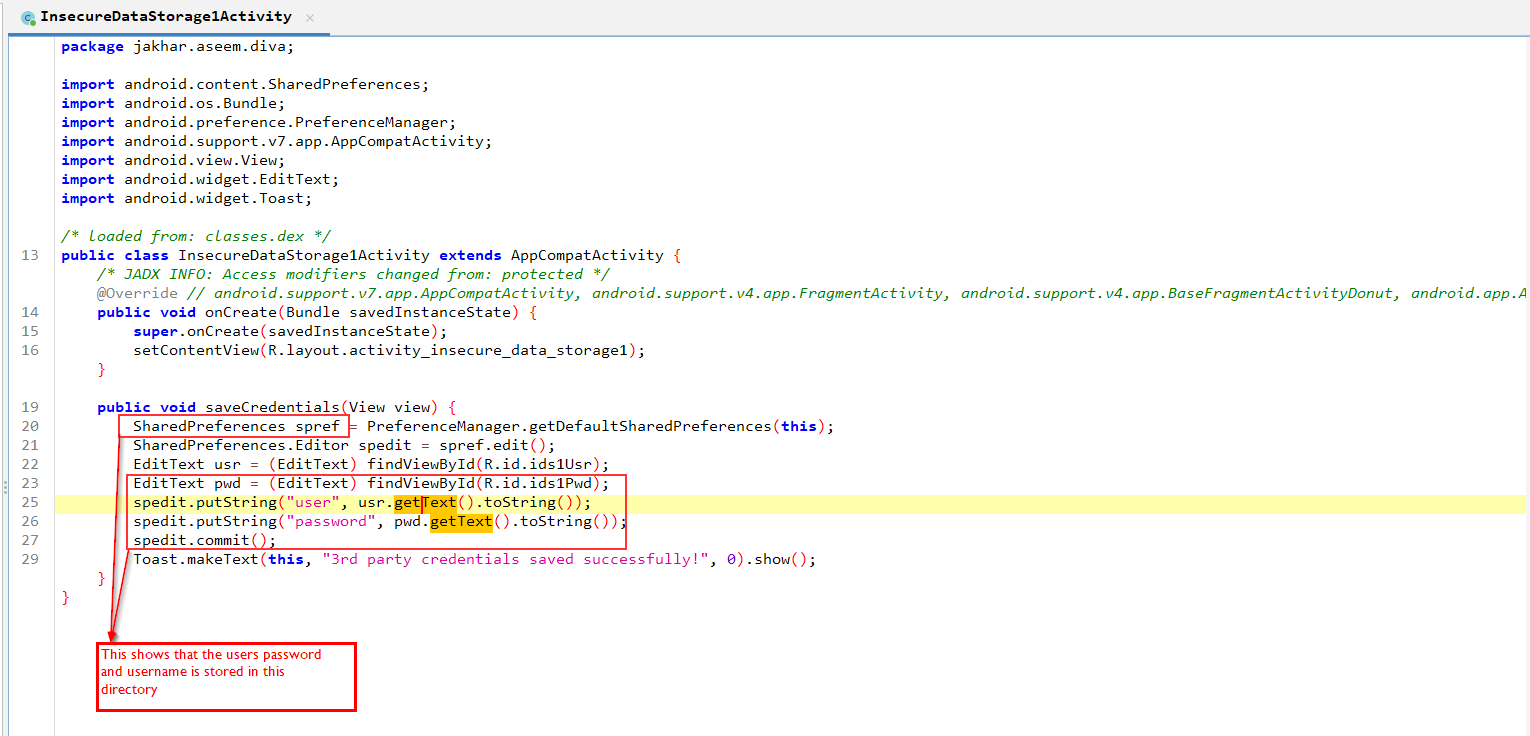 InsecureDataStorage1Activity ×
package jakhar.aseem.diva;
import android.content.SharedPreferences;
import android.os.Bundle;
import android.preference.PreferenceManager;
import android.support.v7.app.AppCompatActivity;
import android.view.View;
import android.widget.EditText;
import android.widget.Toast;
/* loaded from: classes.dex */
13 public class InsecureDataStorage1Activity extends AppCompatActivity {
/* JADX INFO: Access modifiers changed from: protected */
@Override // android.support.v7.app.AppCompatActivity, android.support.v4.app.FragmentActivity, android.support.v4.app.BaseFragmentActivityDonut, android.app.A
14 public void onCreate(Bundle savedInstanceState) {
15 super.onCreate(savedInstanceState);
16 setContentView(R.layout.activity_insecure_data_storage1);
}
19 public void saveCredentials(View view) {
20 SharedPreferences spref = PreferenceManager.getDefaultSharedPreferences(this);
21 SharedPreferences.Editor spedit = spref.edit();
22 EditText usr = (EditText) findViewById(R.id.ids1Usr);
23 EditText pwd = (EditText) findViewById(R.id.ids1Pwd);
25 spedit.putString("user", usr.getText().toString());
26 spedit.putString("password", pwd.getText().toString());
27 spedit.commit();
29 Toast.makeText(this, "3rd party credentials saved successfully!", 0).show();
}
}
This shows that the users password
and username is stored in this
directory